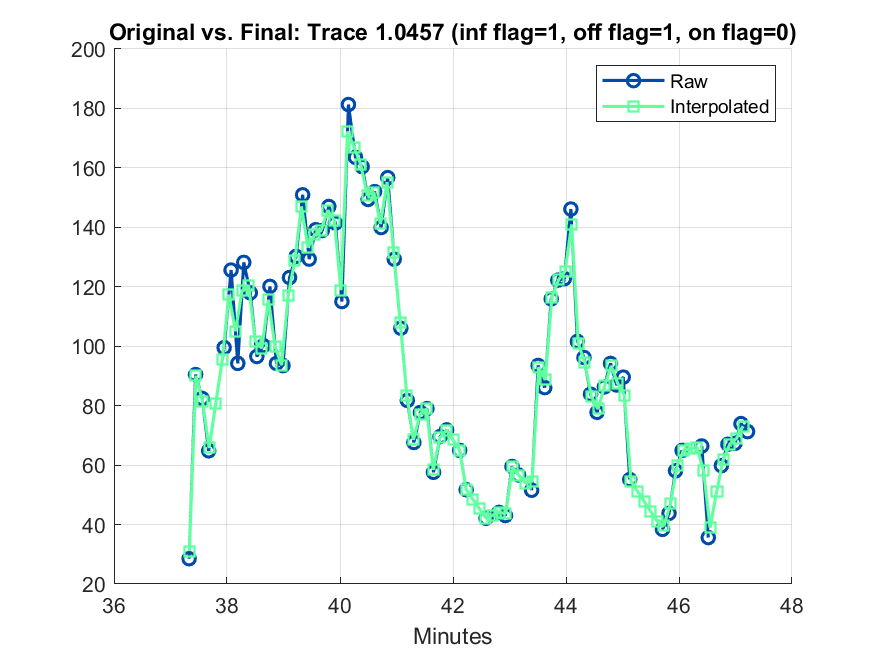 Original vs. Final: Trace 1.0457 (inf flag=1, off flag=1, on flag=0)
200
180
160
140
120
100
80
60
40
20
Raw
Interpolated
36 38 40 42 44 46 48
Minutes